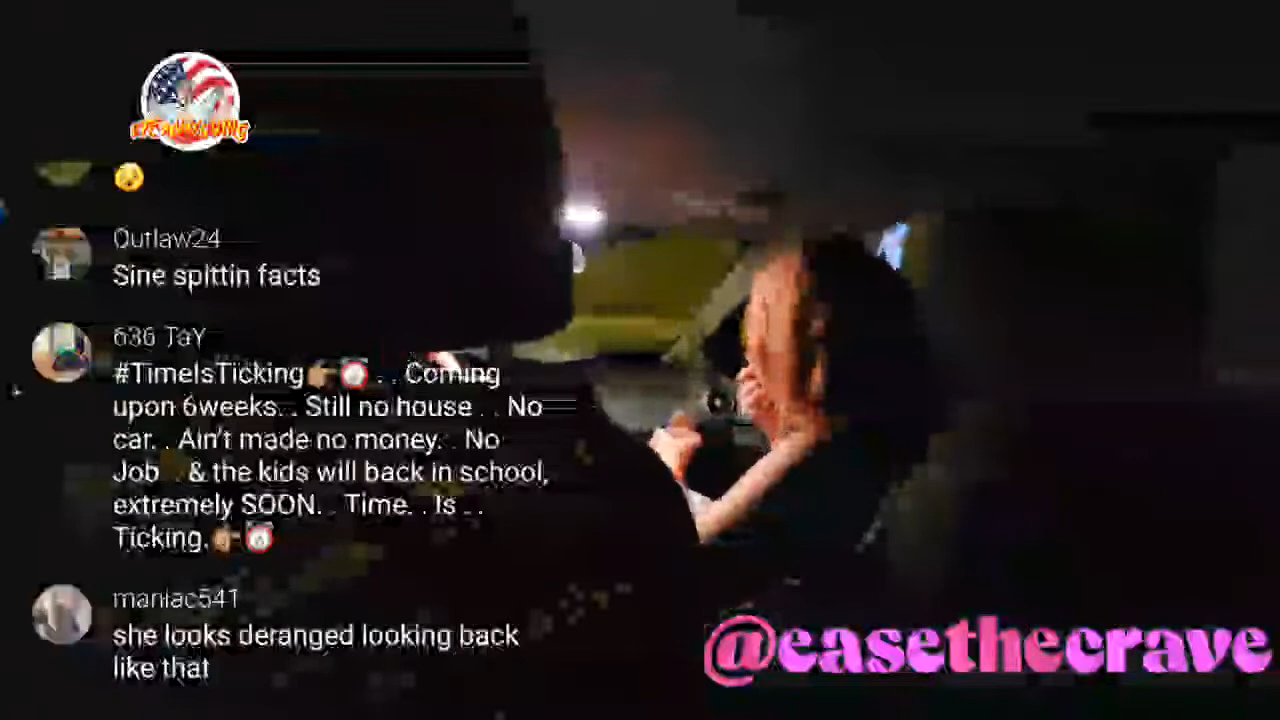 Outlaw24
Sine spittin facts
636 TaY
#TimeIsTicking👉🏽⏰ . . Coming
upon 6weeks. . Still no house . . No
car. . Ain't made no money. . No
Job . & the kids will back in school,
extremely SOON. . Time. . Is . .
Ticking.👉🏽⏰
maniac541
she looks deranged looking back
like that
@easethecrave